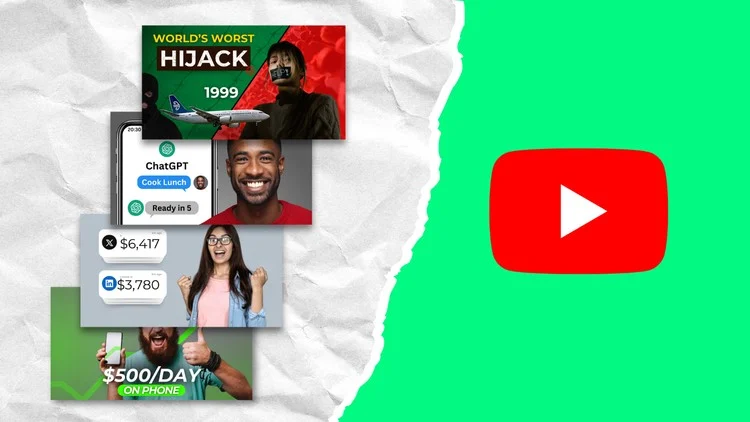 WORLD'S WORST
HIJACK
1999
20:30
ChatGPT
Cook Lunch
Ready in 5
X
$6,417
in
$3,780
$500/DAY
ON PHONE